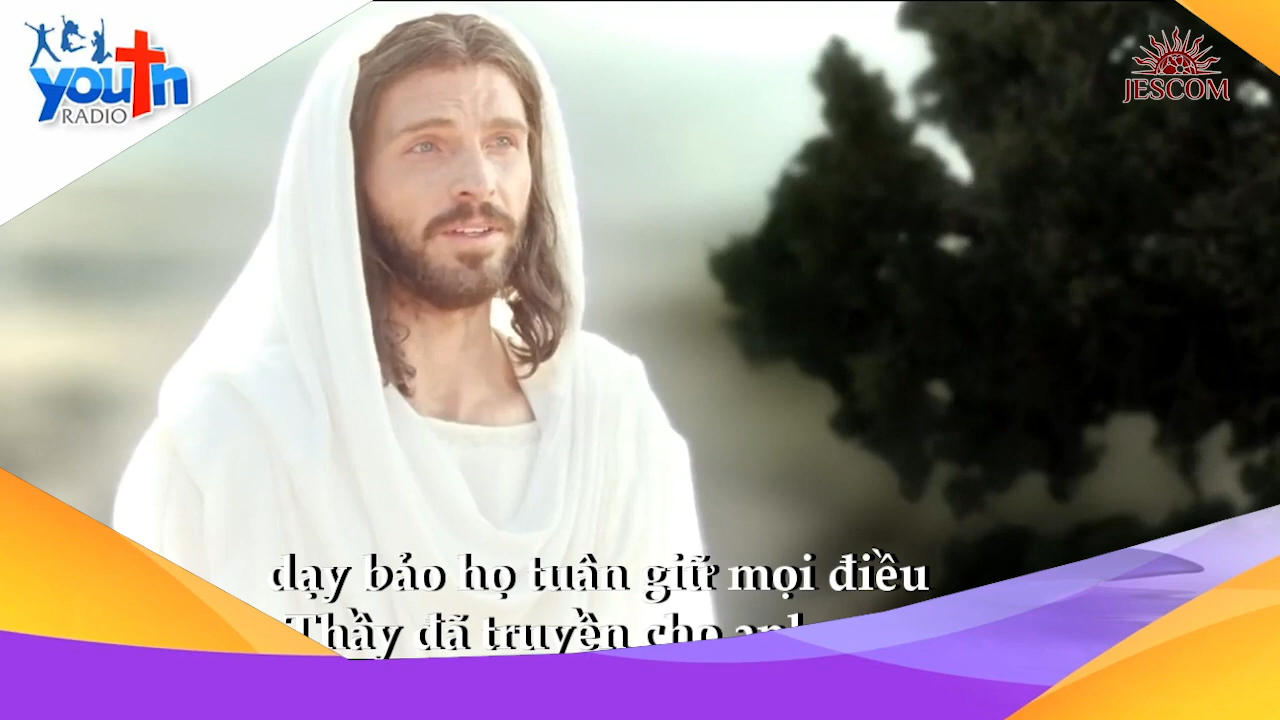 youth
RADIO
JESCOM
dạy bảo họ tuân giữ mọi điều
Thầy đã truyền cho